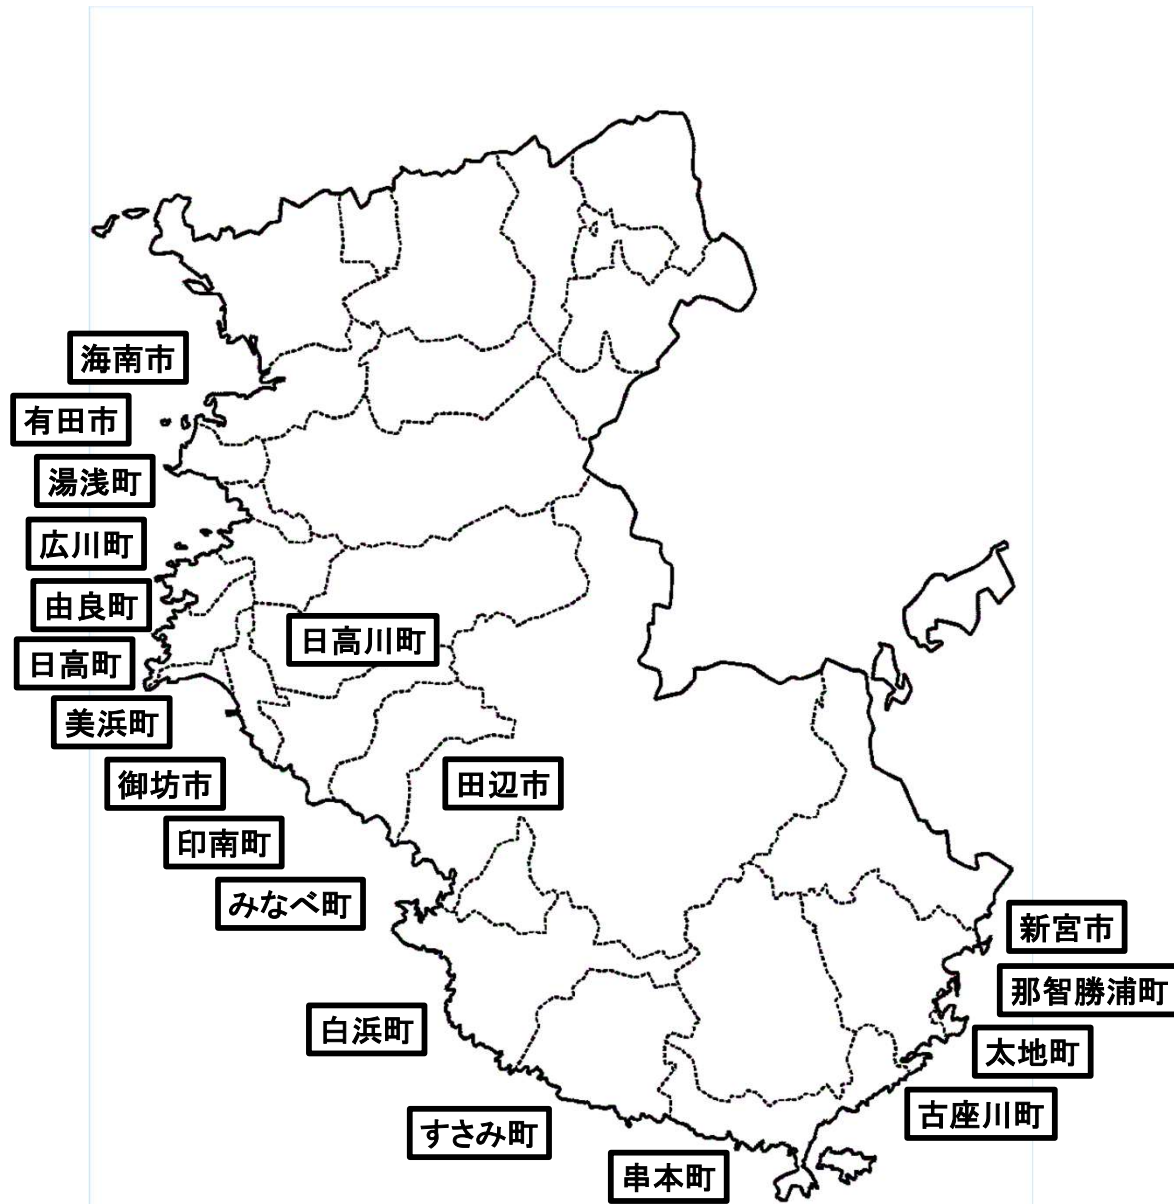 海南市
有田市
湯浅町
広川町
由良町
日高川町
日高町
美浜町
御坊市
田辺市
印南町
みなべ町
新宮市
那智勝浦町
白浜町
太地町
古座川町
すさみ町
串本町